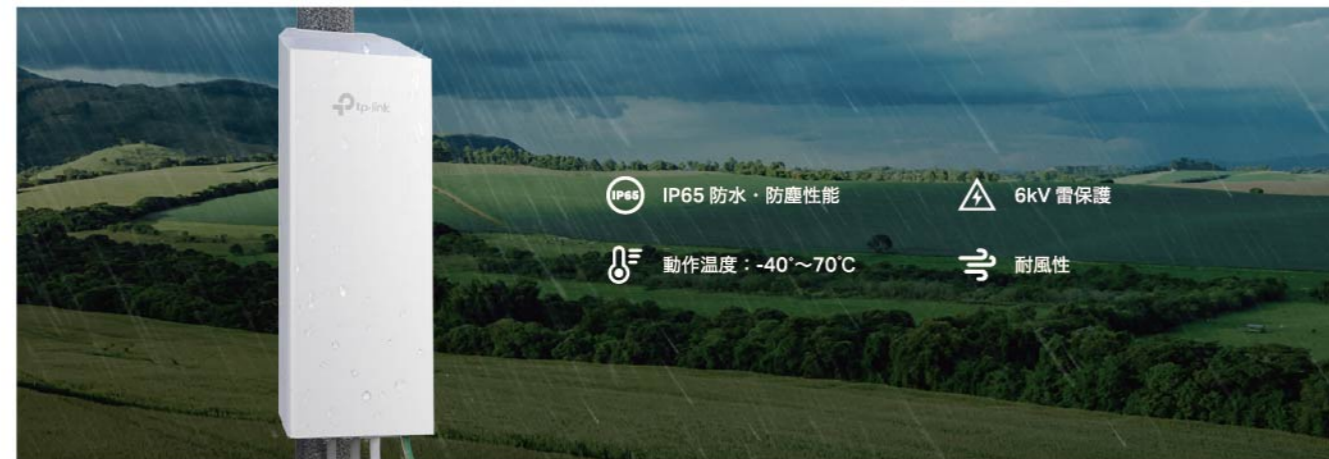 tp-link
IP65
IP65 防水・防塵性能
6kV 雷保護
動作温度：-40°～70℃
耐風性